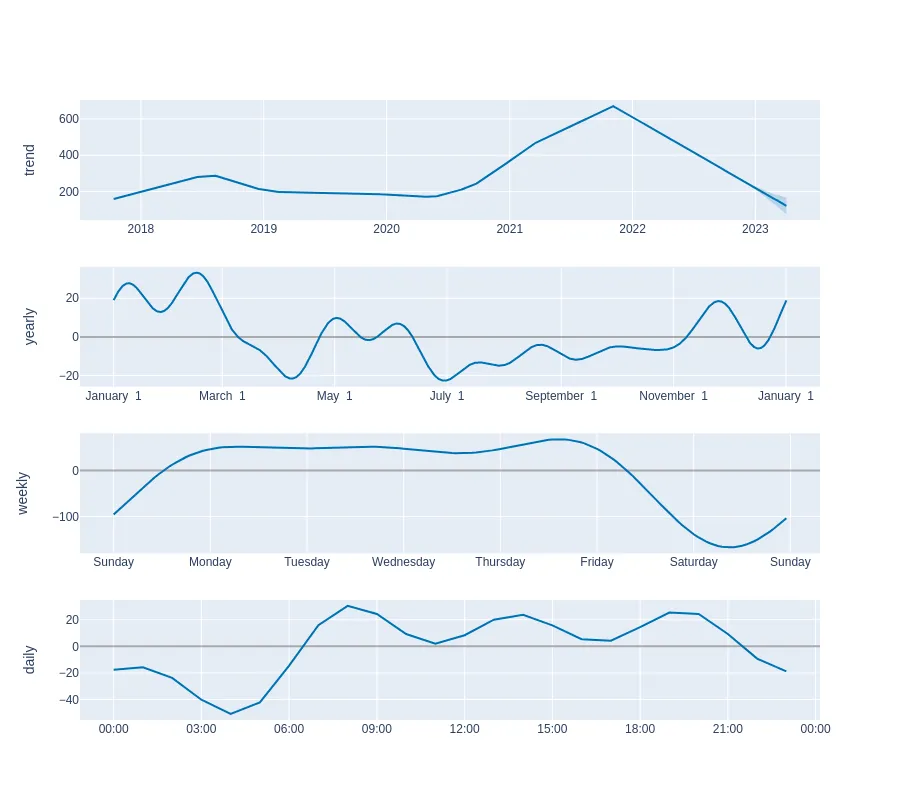 trend
600
400
200
2018 2019 2020 2021 2022 2023
yearly
20
0
−20
January 1 March 1 May 1 July 1 September 1 November 1 January 1
weekly
0
−100
Sunday Monday Tuesday Wednesday Thursday Friday Saturday Sunday
daily
20
0
−20
−40
00:00 03:00 06:00 09:00 12:00 15:00 18:00 21:00 00:00